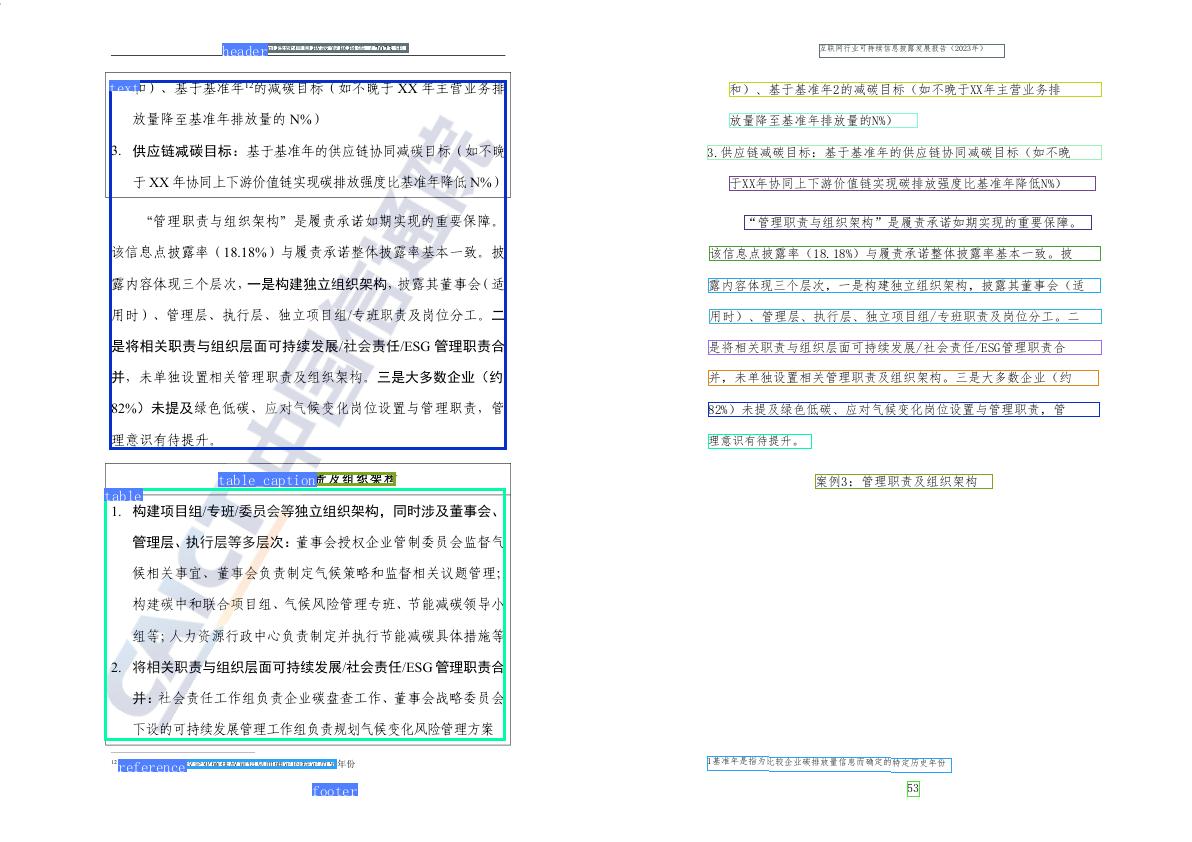 header
text
和）、基于基准年¹²的减碳目标（如不晚于 XX 年主营业务排
放量降至基准年排放量的 N%）
3. 供应链减碳目标：基于基准年的供应链协同减碳目标（如不晚
于 XX 年协同上下游价值链实现碳排放强度比基准年降低 N%）
“管理职责与组织架构”是履责承诺如期实现的重要保障。
该信息点披露率（18.18%）与履责承诺整体披露率基本一致。披
露内容体现三个层次，一是构建独立组织架构，披露其董事会（适
用时）、管理层、执行层、独立项目组/专班职责及岗位分工。二
是将相关职责与组织层面可持续发展/社会责任/ESG 管理职责合
并，未单独设置相关管理职责及组织架构。三是大多数企业（约
82%）未提及绿色低碳、应对气候变化岗位设置与管理职责，管
理意识有待提升。
table_caption 责及组织架构
table
1. 构建项目组/专班/委员会等独立组织架构，同时涉及董事会、
管理层、执行层等多层次：董事会授权企业管制委员会监督气
候相关事宜、董事会负责制定气候策略和监督相关议题管理；
构建碳中和联合项目组、气候风险管理专班、节能减碳领导小
组等；人力资源行政中心负责制定并执行节能减碳具体措施等
2. 将相关职责与组织层面可持续发展/社会责任/ESG 管理职责合
并：社会责任工作组负责企业碳盘查工作、董事会战略委员会
下设的可持续发展管理工作组负责规划气候变化风险管理方案
12 reference 年份
footer
CAICT 中国信通院
互联网行业可持续信息披露发展报告（2023年）
和）、基于基准年2的减碳目标（如不晚于XX年主营业务排
放量降至基准年排放量的N%）
3.供应链减碳目标：基于基准年的供应链协同减碳目标（如不晚
于XX年协同上下游价值链实现碳排放强度比基准年降低N%）
“管理职责与组织架构”是履责承诺如期实现的重要保障。
该信息点披露率（18.18%）与履责承诺整体披露率基本一致。披
露内容体现三个层次，一是构建独立组织架构，披露其董事会（适
用时）、管理层、执行层、独立项目组/专班职责及岗位分工。二
是将相关职责与组织层面可持续发展/社会责任/ESG管理职责合
并，未单独设置相关管理职责及组织架构。三是大多数企业（约
82%）未提及绿色低碳、应对气候变化岗位设置与管理职责，管
理意识有待提升。
案例3：管理职责及组织架构
1基准年是指为比较企业碳排放量信息而确定的特定历史年份
53